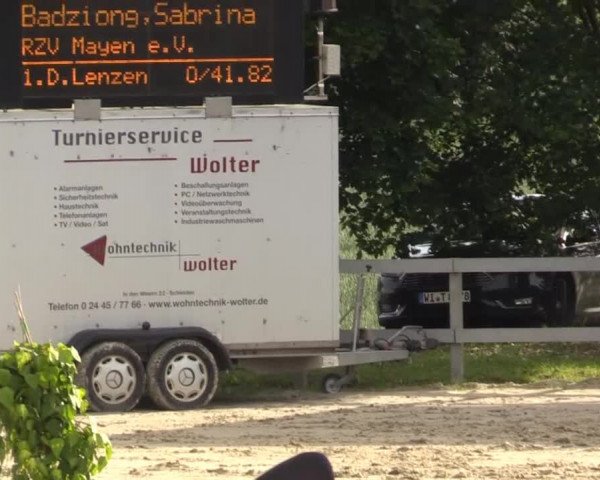 Badziong,Sabrina
RZV Mayen e.V.
1.D.Lenzen 0/41.82
Turnierservice
Wolter
• Alarmanlagen
• Sicherheitstechnik
• Haustechnik
• Telefonanlagen
• TV / Video / Sat
• Beschallungsanlagen
• PC / Netzwerktechnik
• Videoüberwachung
• Veranstaltungstechnik
• Industriewaschmaschinen
Wohntechnik
wolter
Telefon 0 24 45 / 77 66 · www.wohntechnik-wolter.de